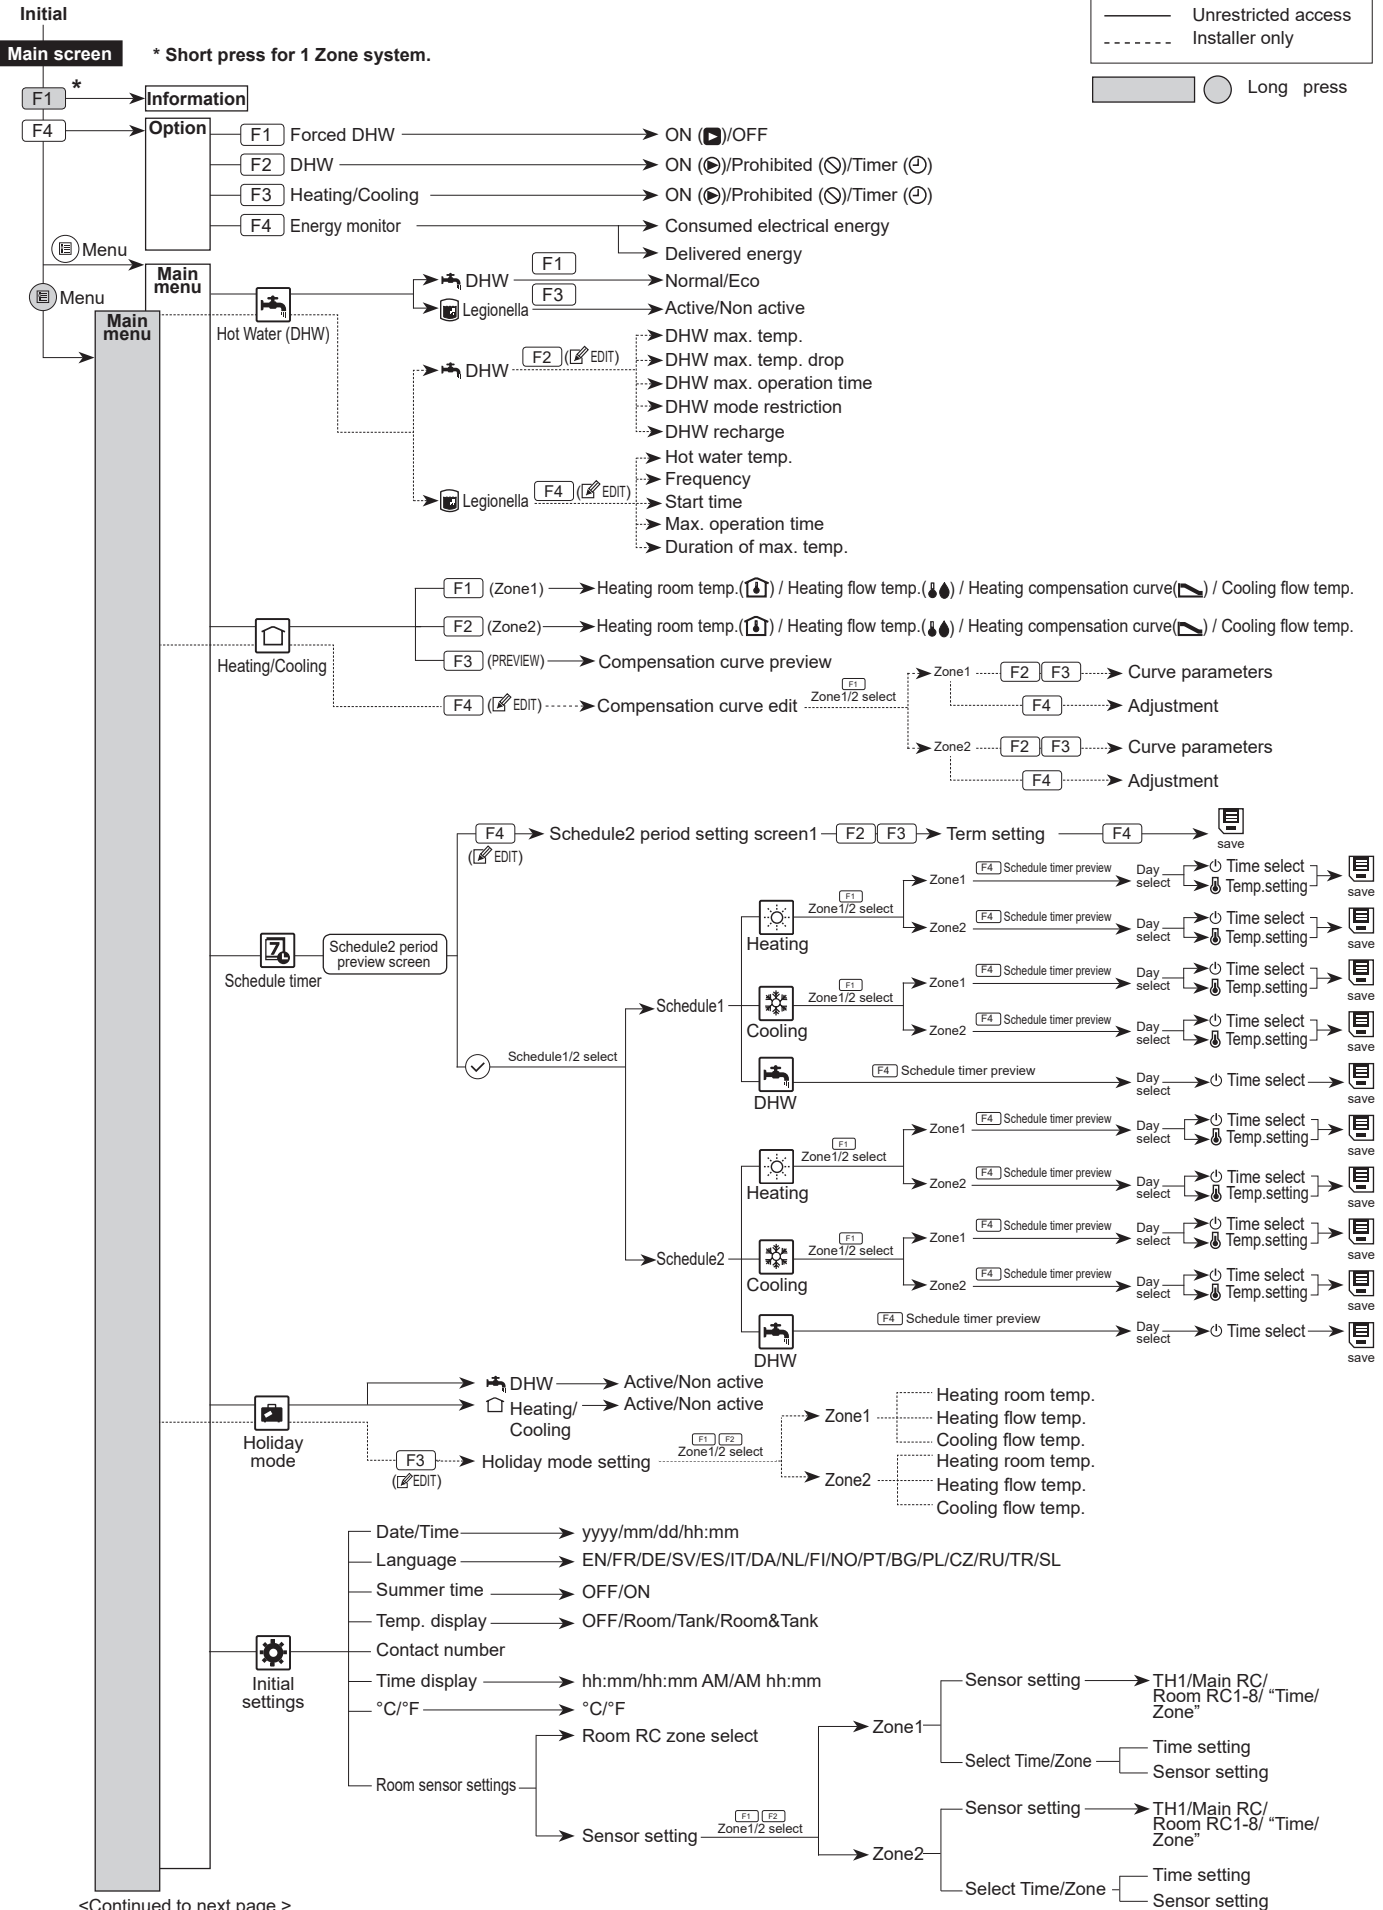 Initial
Unrestricted access
Installer only
Main screen
* Short press for 1 Zone system.
Long press
F1 * Information
F4 Option
F1 Forced DHW ON ()/OFF
F2 DHW ON ()/Prohibited ()/Timer ()
F3 Heating/Cooling ON ()/Prohibited ()/Timer ()
F4 Energy monitor Consumed electrical energy
Delivered energy
Menu
Main
menu
Menu
Main
menu
Hot Water (DHW)
DHW F1 Normal/Eco
Legionella F3 Active/Non active
DHW F2 (EDIT)
DHW max. temp.
DHW max. temp. drop
DHW max. operation time
DHW mode restriction
DHW recharge
Legionella F4 (EDIT)
Hot water temp.
Frequency
Start time
Max. operation time
Duration of max. temp.
Heating/Cooling
F1 (Zone1) Heating room temp.() / Heating flow temp.() / Heating compensation curve() / Cooling flow temp.
F2 (Zone2) Heating room temp.() / Heating flow temp.() / Heating compensation curve() / Cooling flow temp.
F3 (PREVIEW) Compensation curve preview
F4 (EDIT) Compensation curve edit F1 Zone1/2 select
Zone1 F2 F3 Curve parameters
F4 Adjustment
Zone2 F2 F3 Curve parameters
F4 Adjustment
7
Schedule timer
Schedule2 period
preview screen
F4 Schedule2 period setting screen1 F2 F3 Term setting F4 save
(EDIT)
Schedule1/2 select
Schedule1
Heating
F1
Zone1/2 select
Zone1 F4 Schedule timer preview Day select Time select Temp.setting save
Zone2 F4 Schedule timer preview Day select Time select Temp.setting save
Cooling
F1
Zone1/2 select
Zone1 F4 Schedule timer preview Day select Time select Temp.setting save
Zone2 F4 Schedule timer preview Day select Time select Temp.setting save
DHW
F4 Schedule timer preview Day select Time select save
Schedule2
Heating
F1
Zone1/2 select
Zone1 F4 Schedule timer preview Day select Time select Temp.setting save
Zone2 F4 Schedule timer preview Day select Time select Temp.setting save
Cooling
F1
Zone1/2 select
Zone1 F4 Schedule timer preview Day select Time select Temp.setting save
Zone2 F4 Schedule timer preview Day select Time select Temp.setting save
DHW
F4 Schedule timer preview Day select Time select save
Holiday
mode
DHW Active/Non active
Heating/ Active/Non active
Cooling
F3 Holiday mode setting F1 F2 Zone1/2 select
(EDIT)
Zone1
Heating room temp.
Heating flow temp.
Cooling flow temp.
Zone2
Heating room temp.
Heating flow temp.
Cooling flow temp.
Initial
settings
Date/Time yyyy/mm/dd/hh:mm
Language EN/FR/DE/SV/ES/IT/DA/NL/FI/NO/PT/BG/PL/CZ/RU/TR/SL
Summer time OFF/ON
Temp. display OFF/Room/Tank/Room&Tank
Contact number
Time display hh:mm/hh:mm AM/AM hh:mm
°C/°F °C/°F
Room sensor settings
Room RC zone select
Sensor setting F1 F2 Zone1/2 select
Zone1
Sensor setting TH1/Main RC/
Room RC1-8/ “Time/
Zone”
Select Time/Zone
Time setting
Sensor setting
Zone2
Sensor setting TH1/Main RC/
Room RC1-8/ “Time/
Zone”
Select Time/Zone
Time setting
Sensor setting
<Continued to next page.>